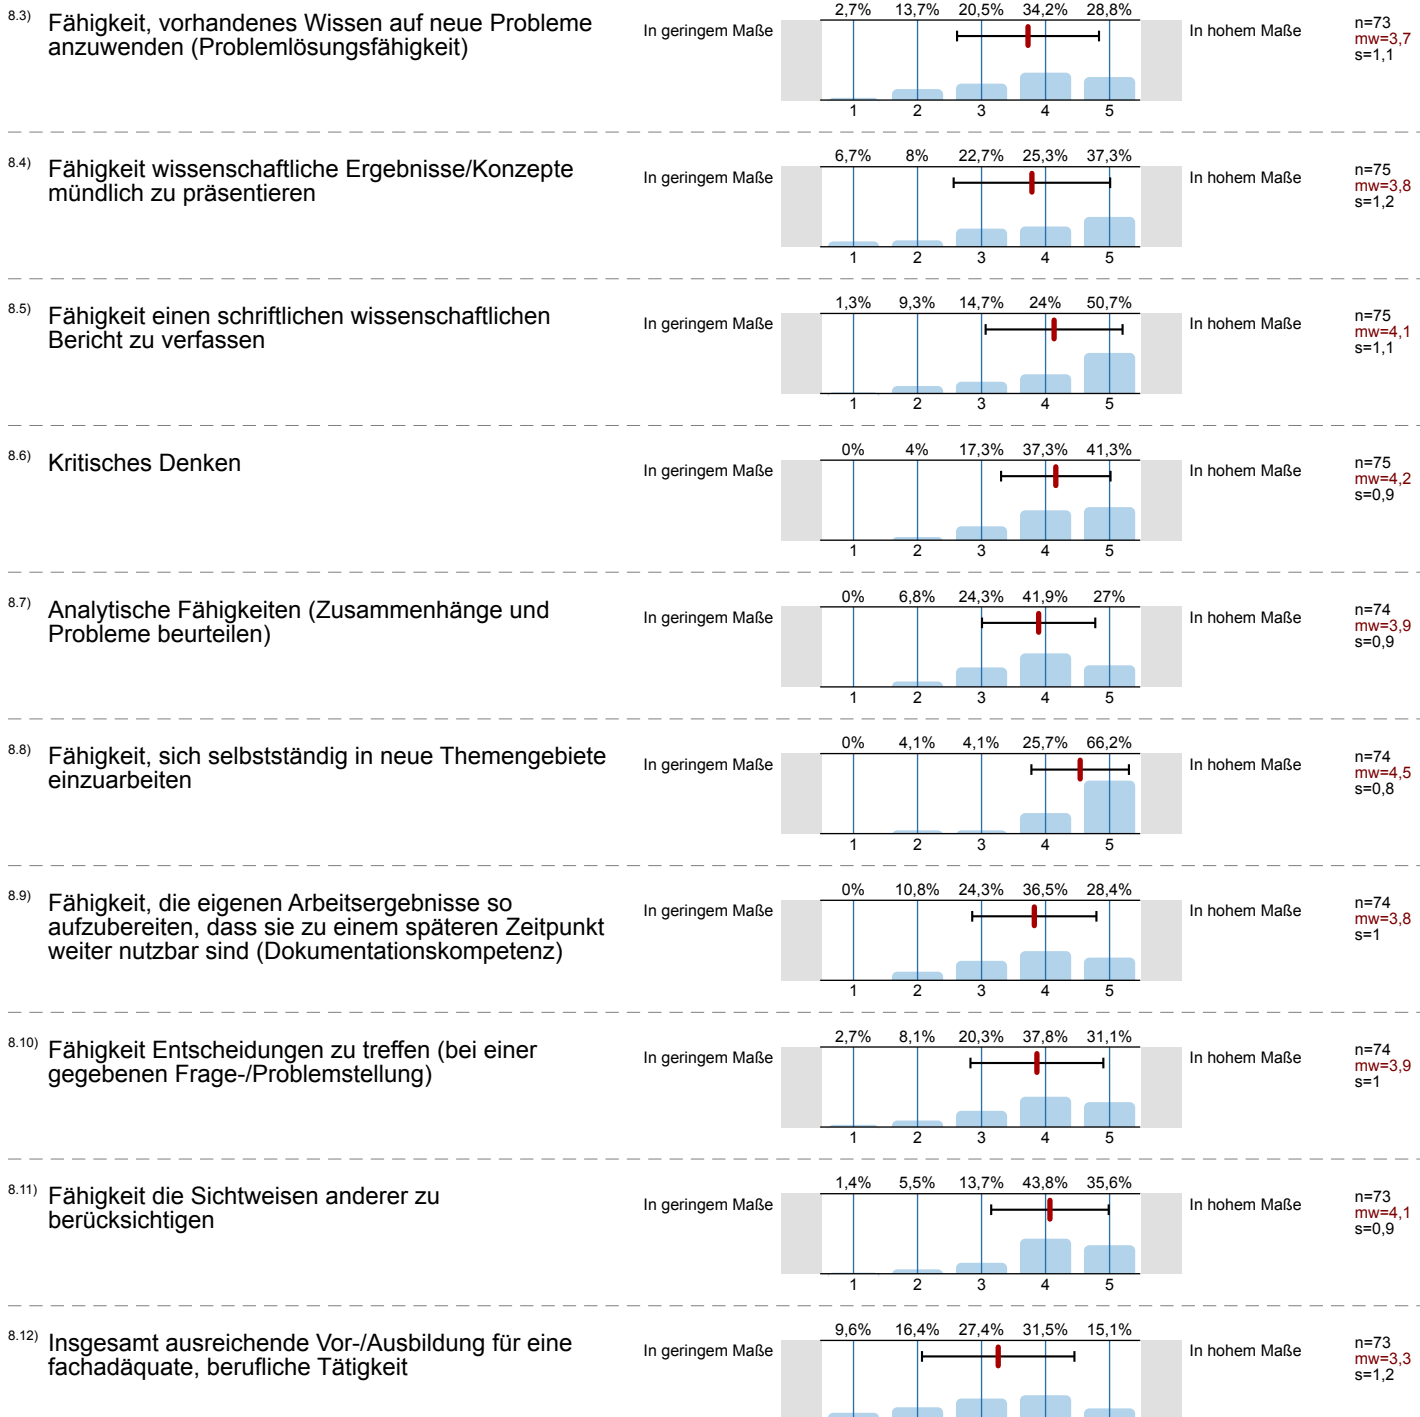 8.3) Fähigkeit, vorhandenes Wissen auf neue Probleme
anzuwenden (Problemlösungsfähigkeit)
In geringem Maße
2,7% 13,7% 20,5% 34,2% 28,8%
1 2 3 4 5
In hohem Maße
n=73
mw=3,7
s=1,1
8.4) Fähigkeit wissenschaftliche Ergebnisse/Konzepte
mündlich zu präsentieren
In geringem Maße
6,7% 8% 22,7% 25,3% 37,3%
1 2 3 4 5
In hohem Maße
n=75
mw=3,8
s=1,2
8.5) Fähigkeit einen schriftlichen wissenschaftlichen
Bericht zu verfassen
In geringem Maße
1,3% 9,3% 14,7% 24% 50,7%
1 2 3 4 5
In hohem Maße
n=75
mw=4,1
s=1,1
8.6) Kritisches Denken
In geringem Maße
0% 4% 17,3% 37,3% 41,3%
1 2 3 4 5
In hohem Maße
n=75
mw=4,2
s=0,9
8.7) Analytische Fähigkeiten (Zusammenhänge und
Probleme beurteilen)
In geringem Maße
0% 6,8% 24,3% 41,9% 27%
1 2 3 4 5
In hohem Maße
n=74
mw=3,9
s=0,9
8.8) Fähigkeit, sich selbstständig in neue Themengebiete
einzuarbeiten
In geringem Maße
0% 4,1% 4,1% 25,7% 66,2%
1 2 3 4 5
In hohem Maße
n=74
mw=4,5
s=0,8
8.9) Fähigkeit, die eigenen Arbeitsergebnisse so
aufzubereiten, dass sie zu einem späteren Zeitpunkt
weiter nutzbar sind (Dokumentationskompetenz)
In geringem Maße
0% 10,8% 24,3% 36,5% 28,4%
1 2 3 4 5
In hohem Maße
n=74
mw=3,8
s=1
8.10) Fähigkeit Entscheidungen zu treffen (bei einer
gegebenen Frage-/Problemstellung)
In geringem Maße
2,7% 8,1% 20,3% 37,8% 31,1%
1 2 3 4 5
In hohem Maße
n=74
mw=3,9
s=1
8.11) Fähigkeit die Sichtweisen anderer zu
berücksichtigen
In geringem Maße
1,4% 5,5% 13,7% 43,8% 35,6%
1 2 3 4 5
In hohem Maße
n=73
mw=4,1
s=0,9
8.12) Insgesamt ausreichende Vor-/Ausbildung für eine
fachadäquate, berufliche Tätigkeit
In geringem Maße
9,6% 16,4% 27,4% 31,5% 15,1%
In hohem Maße
n=73
mw=3,3
s=1,2